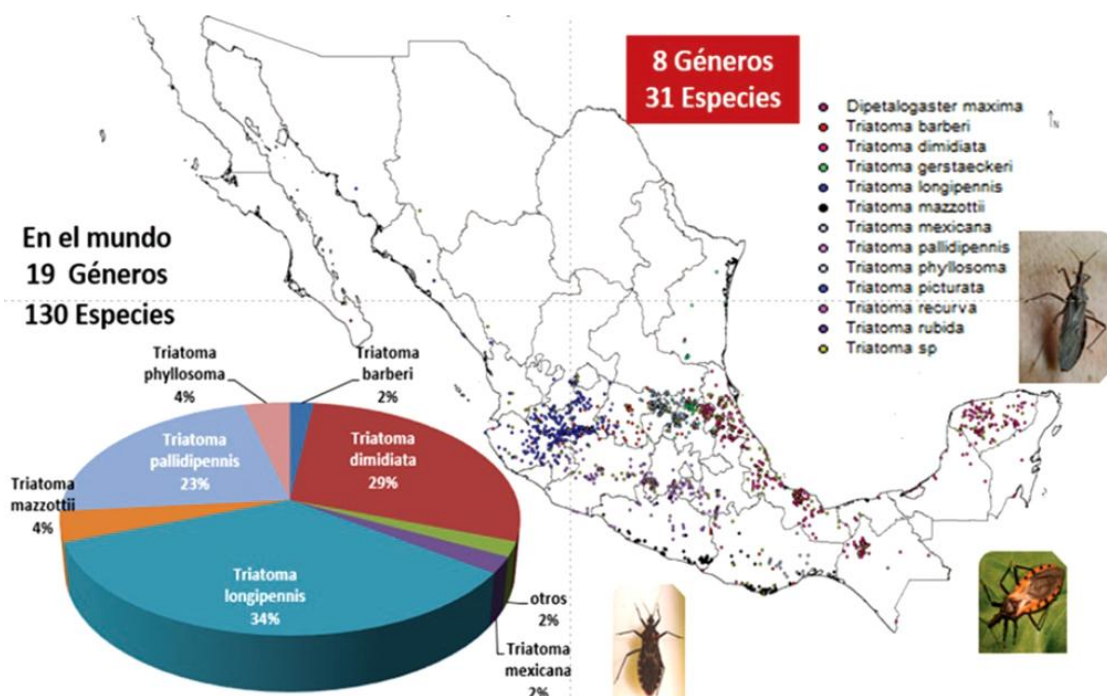 8 Géneros
31 Especies
Dipetalogaster maxima
Triatoma barberi
Triatoma dimidiata
Triatoma gerstaeckeri
Triatoma longipennis
Triatoma mazzottii
Triatoma mexicana
Triatoma pallidipennis
Triatoma phyllosoma
Triatoma picturata
Triatoma recurva
Triatoma rubida
Triatoma sp
N
En el mundo
19 Géneros
130 Especies
Triatoma
phyllosoma
4%
Triatoma
barberi
2%
Triatoma
dimidiata
29%
Triatoma
pallidipennis
23%
Triatoma
mazzottii
4%
Triatoma
longipennis
34%
otros
2%
Triatoma
mexicana
2%